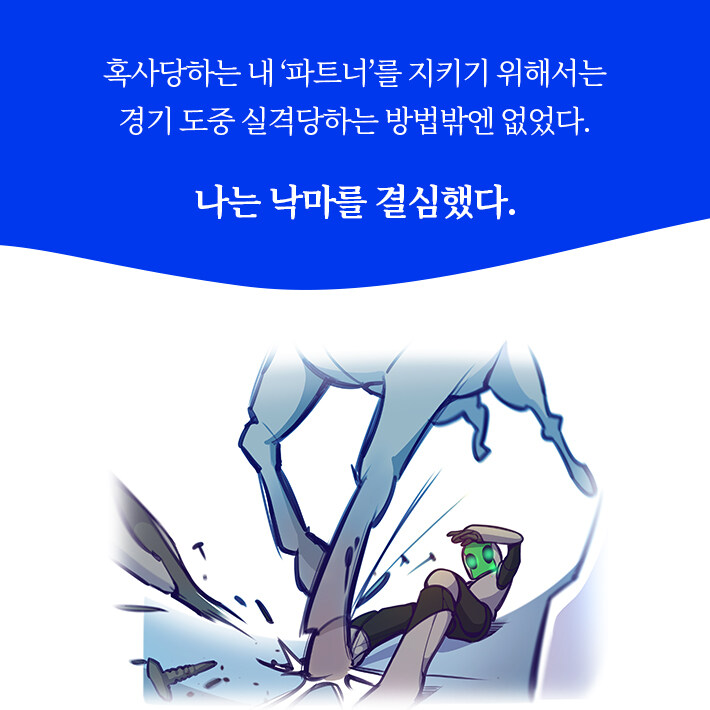 혹사당하는 내 ‘파트너’를 지키기 위해서는
경기 도중 실격당하는 방법밖엔 없었다.
나는 낙마를 결심했다.